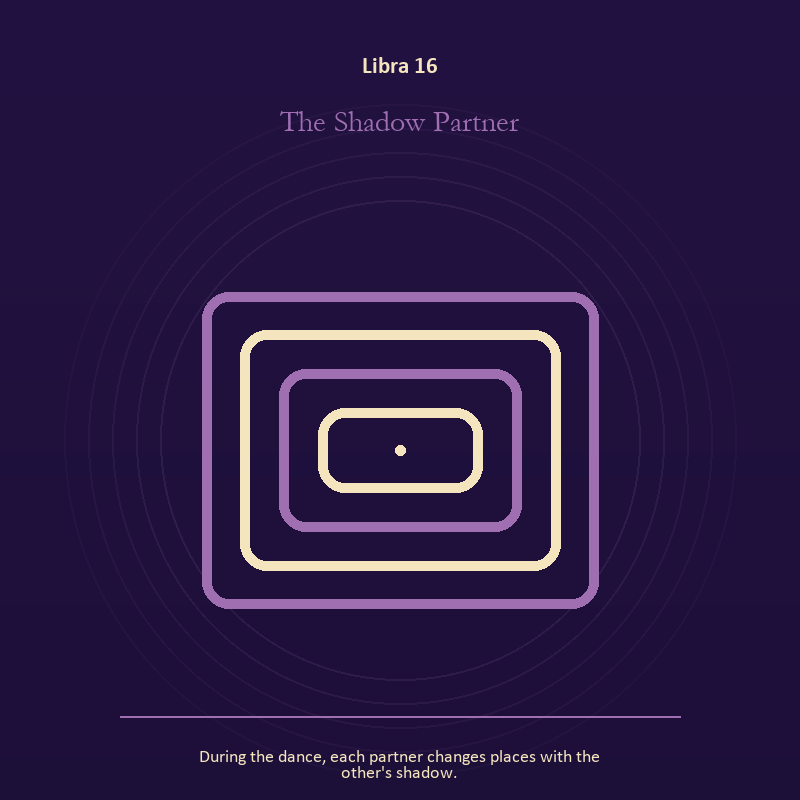 Libra 16
The Shadow Partner
During the dance, each partner changes places with the
other's shadow.